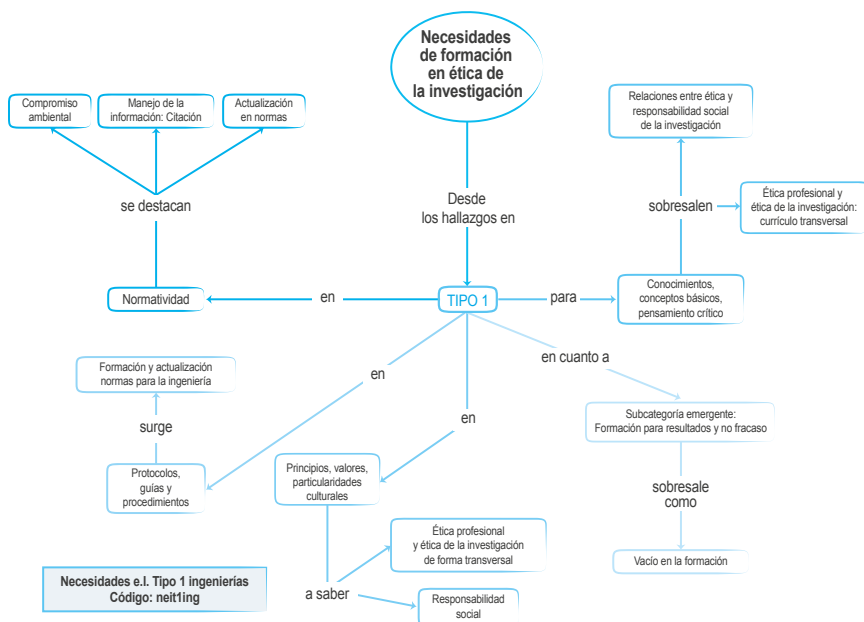 Necesidades
de formación
en ética de
la investigación
Compromiso
ambiental
Manejo de la
información: Citación
Actualización
en normas
Relaciones entre ética y
responsabilidad social
de la investigación
se destacan
Desde
los hallazgos en
sobresalen
Ética profesional y
ética de la investigación:
currículo transversal
Normatividad
en
TIPO 1
para
Conocimientos,
conceptos básicos,
pensamiento crítico
Formación y actualización
normas para la ingeniería
en
en cuanto a
surge
en
Subcategoría emergente:
Formación para resultados y no fracaso
Protocolos,
guías y
procedimientos
Principios, valores,
particularidades
culturales
sobresale
como
Ética profesional
y ética de la investigación
de forma transversal
Vacío en la formación
Necesidades e.I. Tipo 1 ingenierías
Código: neit1ing
a saber
Responsabilidad
social